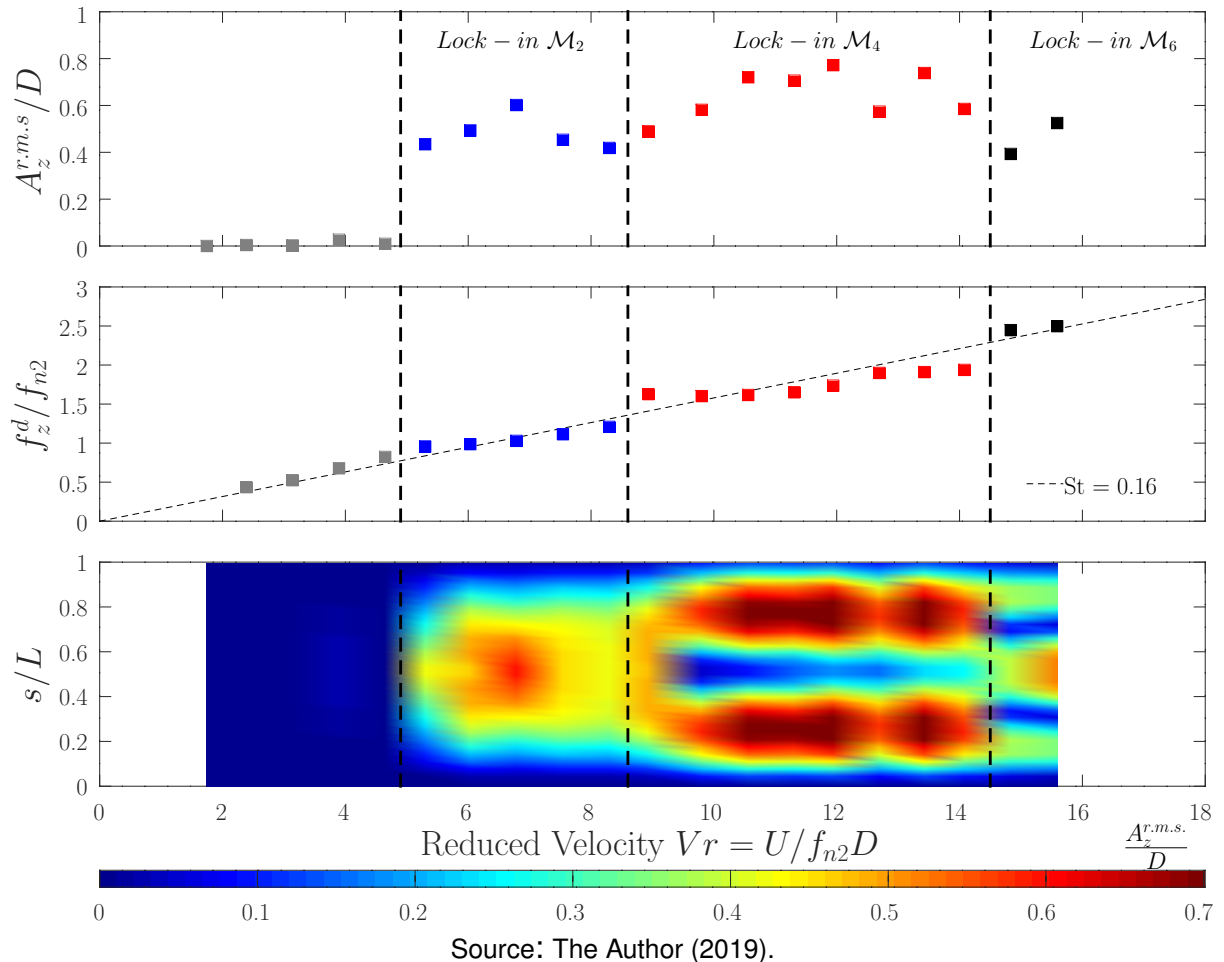 1
0.8
0.6
0.4
0.2
0
A_z^{r.m.s}/D
Lock − in M_2
Lock − in M_4
Lock − in M_6
3
2.5
2
1.5
1
0.5
0
f_z^d/f_{n2}
St = 0.16
1
0.8
0.6
0.4
0.2
0
s/L
0 2 4 6 8 10 12 14 16 18
Reduced Velocity Vr = U/f_{n2}D
A_z^{r.m.s.}
D
0 0.1 0.2 0.3 0.4 0.5 0.6 0.7
Source: The Author (2019).